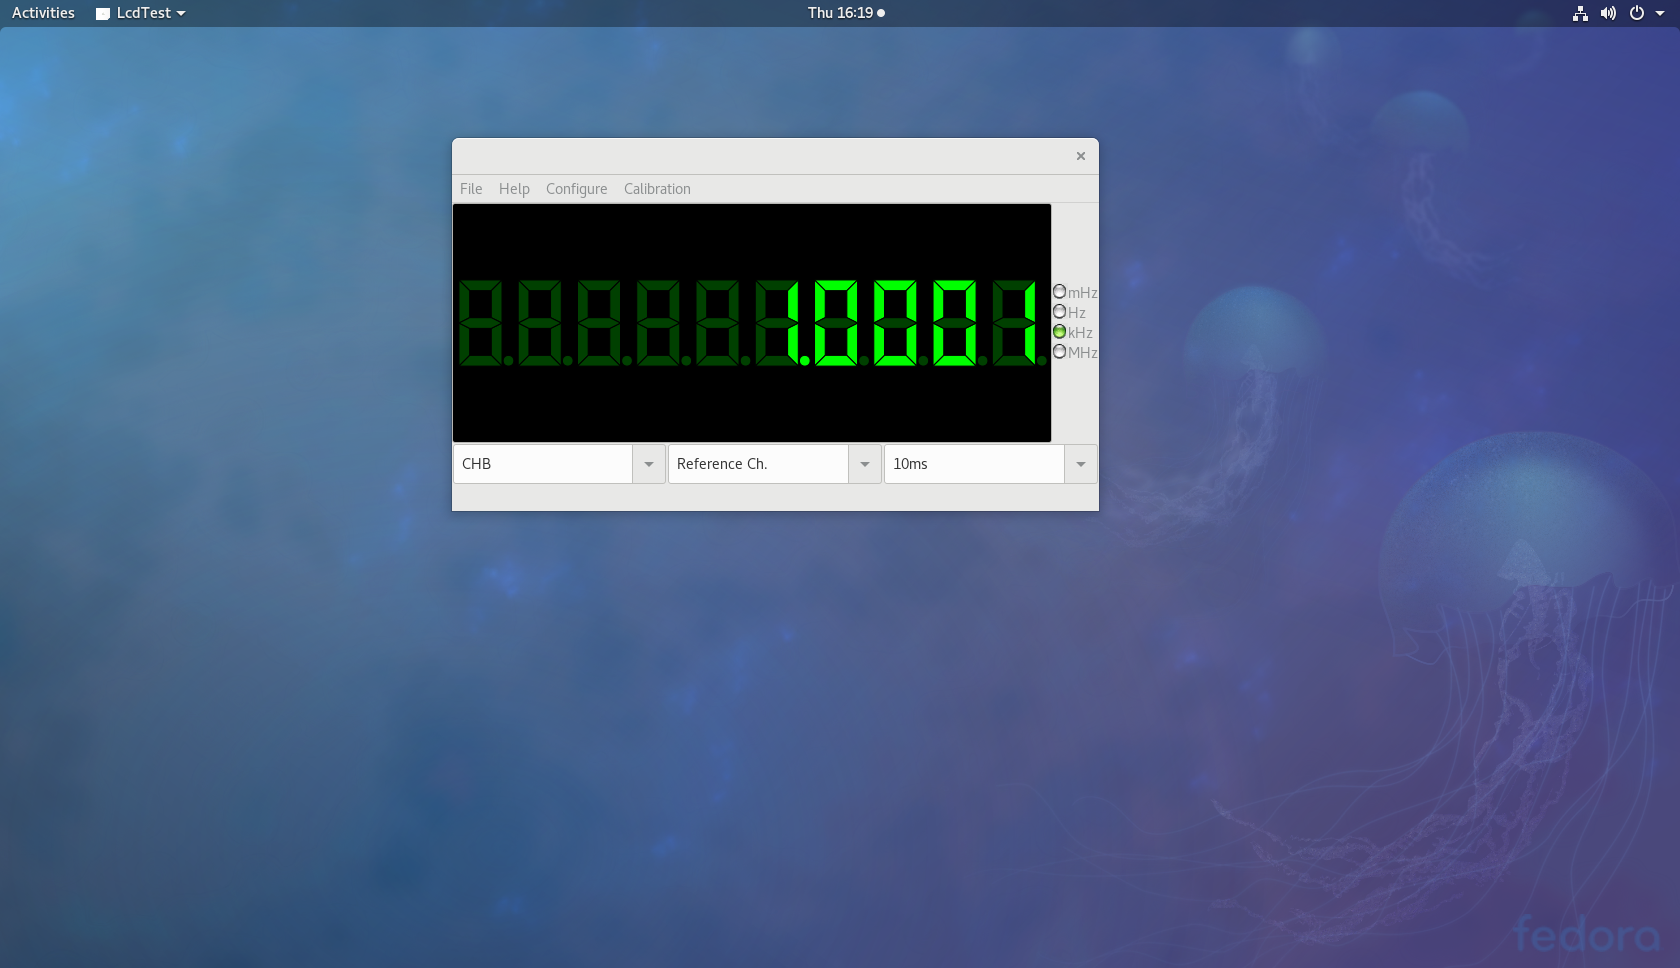 Activities LcdTest Thu 16:19
File Help Configure Calibration
1.0001
mHz
Hz
kHz
MHz
CHB Reference Ch. 10ms
fedora